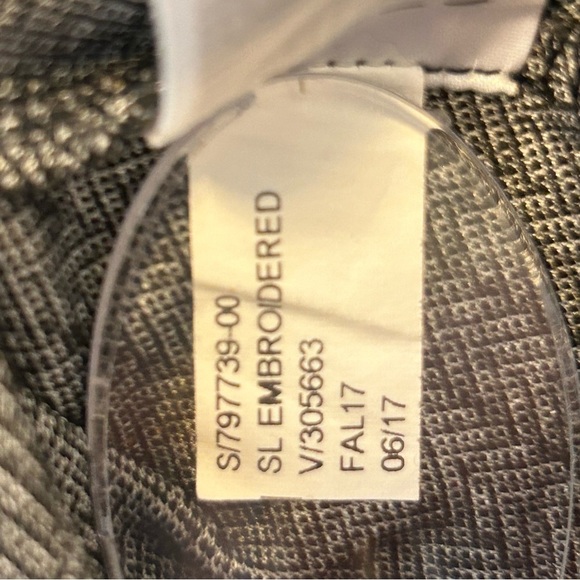 S/797739-00
SL EMBROIDERED
V/305663
FAL17
06/17